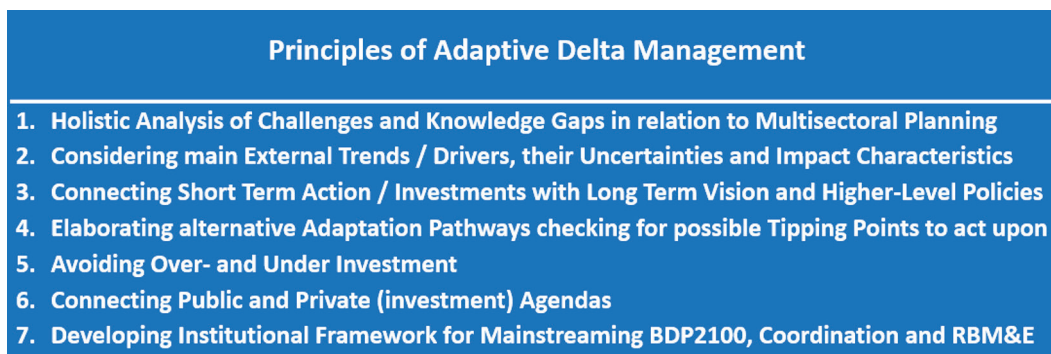 Principles of Adaptive Delta Management
1. Holistic Analysis of Challenges and Knowledge Gaps in relation to Multisectoral Planning
2. Considering main External Trends / Drivers, their Uncertainties and Impact Characteristics
3. Connecting Short Term Action / Investments with Long Term Vision and Higher-Level Policies
4. Elaborating alternative Adaptation Pathways checking for possible Tipping Points to act upon
5. Avoiding Over- and Under Investment
6. Connecting Public and Private (investment) Agendas
7. Developing Institutional Framework for Mainstreaming BDP2100, Coordination and RBM&E